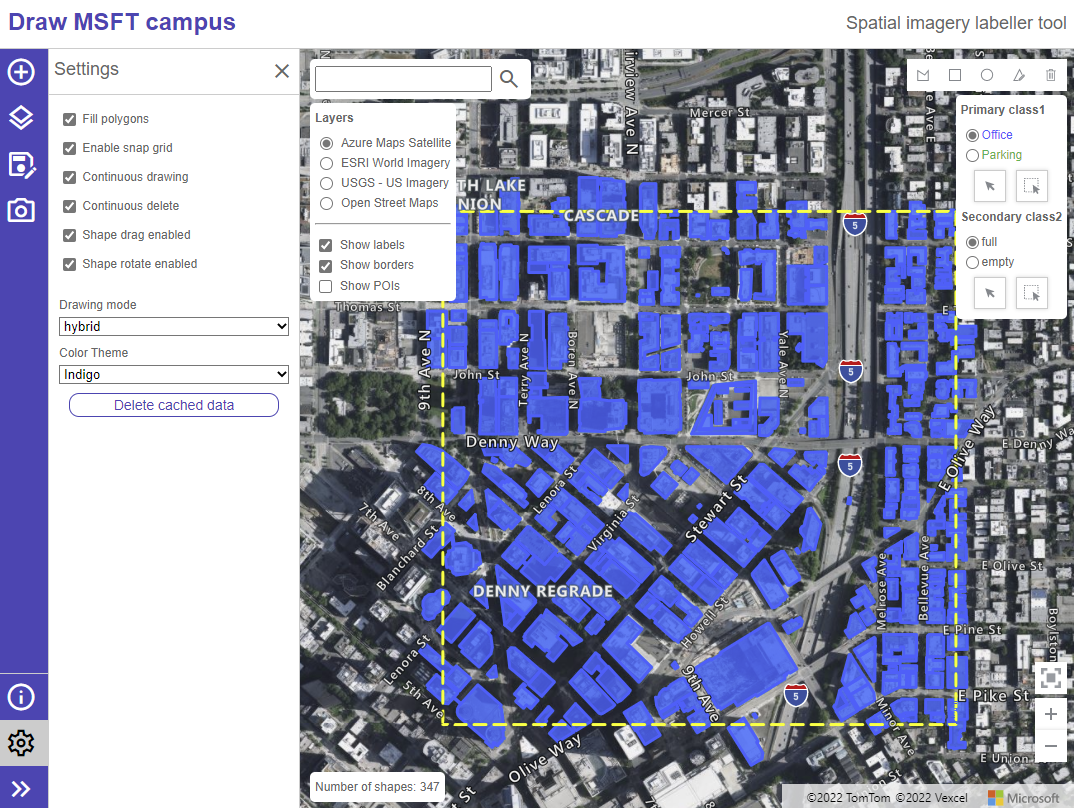 Draw MSFT campus
Spatial imagery labeller tool
Settings
Fill polygons
Enable snap grid
Continuous drawing
Continuous delete
Shape drag enabled
Shape rotate enabled
Drawing mode
hybrid
Color Theme
Indigo
Delete cached data
Layers
Azure Maps Satellite
ESRI World Imagery
USGS - US Imagery
Open Street Maps
Show labels
Show borders
Show POIs
Primary class1
Office
Parking
Secondary class2
full
empty
Mercer St
CASCADE
5
Thomas St
9th Ave N
Terry Ave N
Boren Ave N
Yale Ave N
John St
John St
5
Denny Way
E Denny Wa
E Olive Way
5
8th Ave
7th Ave
Blanchard St
Lenora St
Virginia St
Stewart St
DENNY REGRADE
E Olive St
Melrose Ave
Bellevue Ave
Howell St
E Pine St
Boylston
Lenora St
5th Ave
9th Ave
5
E Pike St
Minor Ave
E Union
Olive Way
Number of shapes: 347
©2022 TomTom ©2022 Vexcel
Microsoft